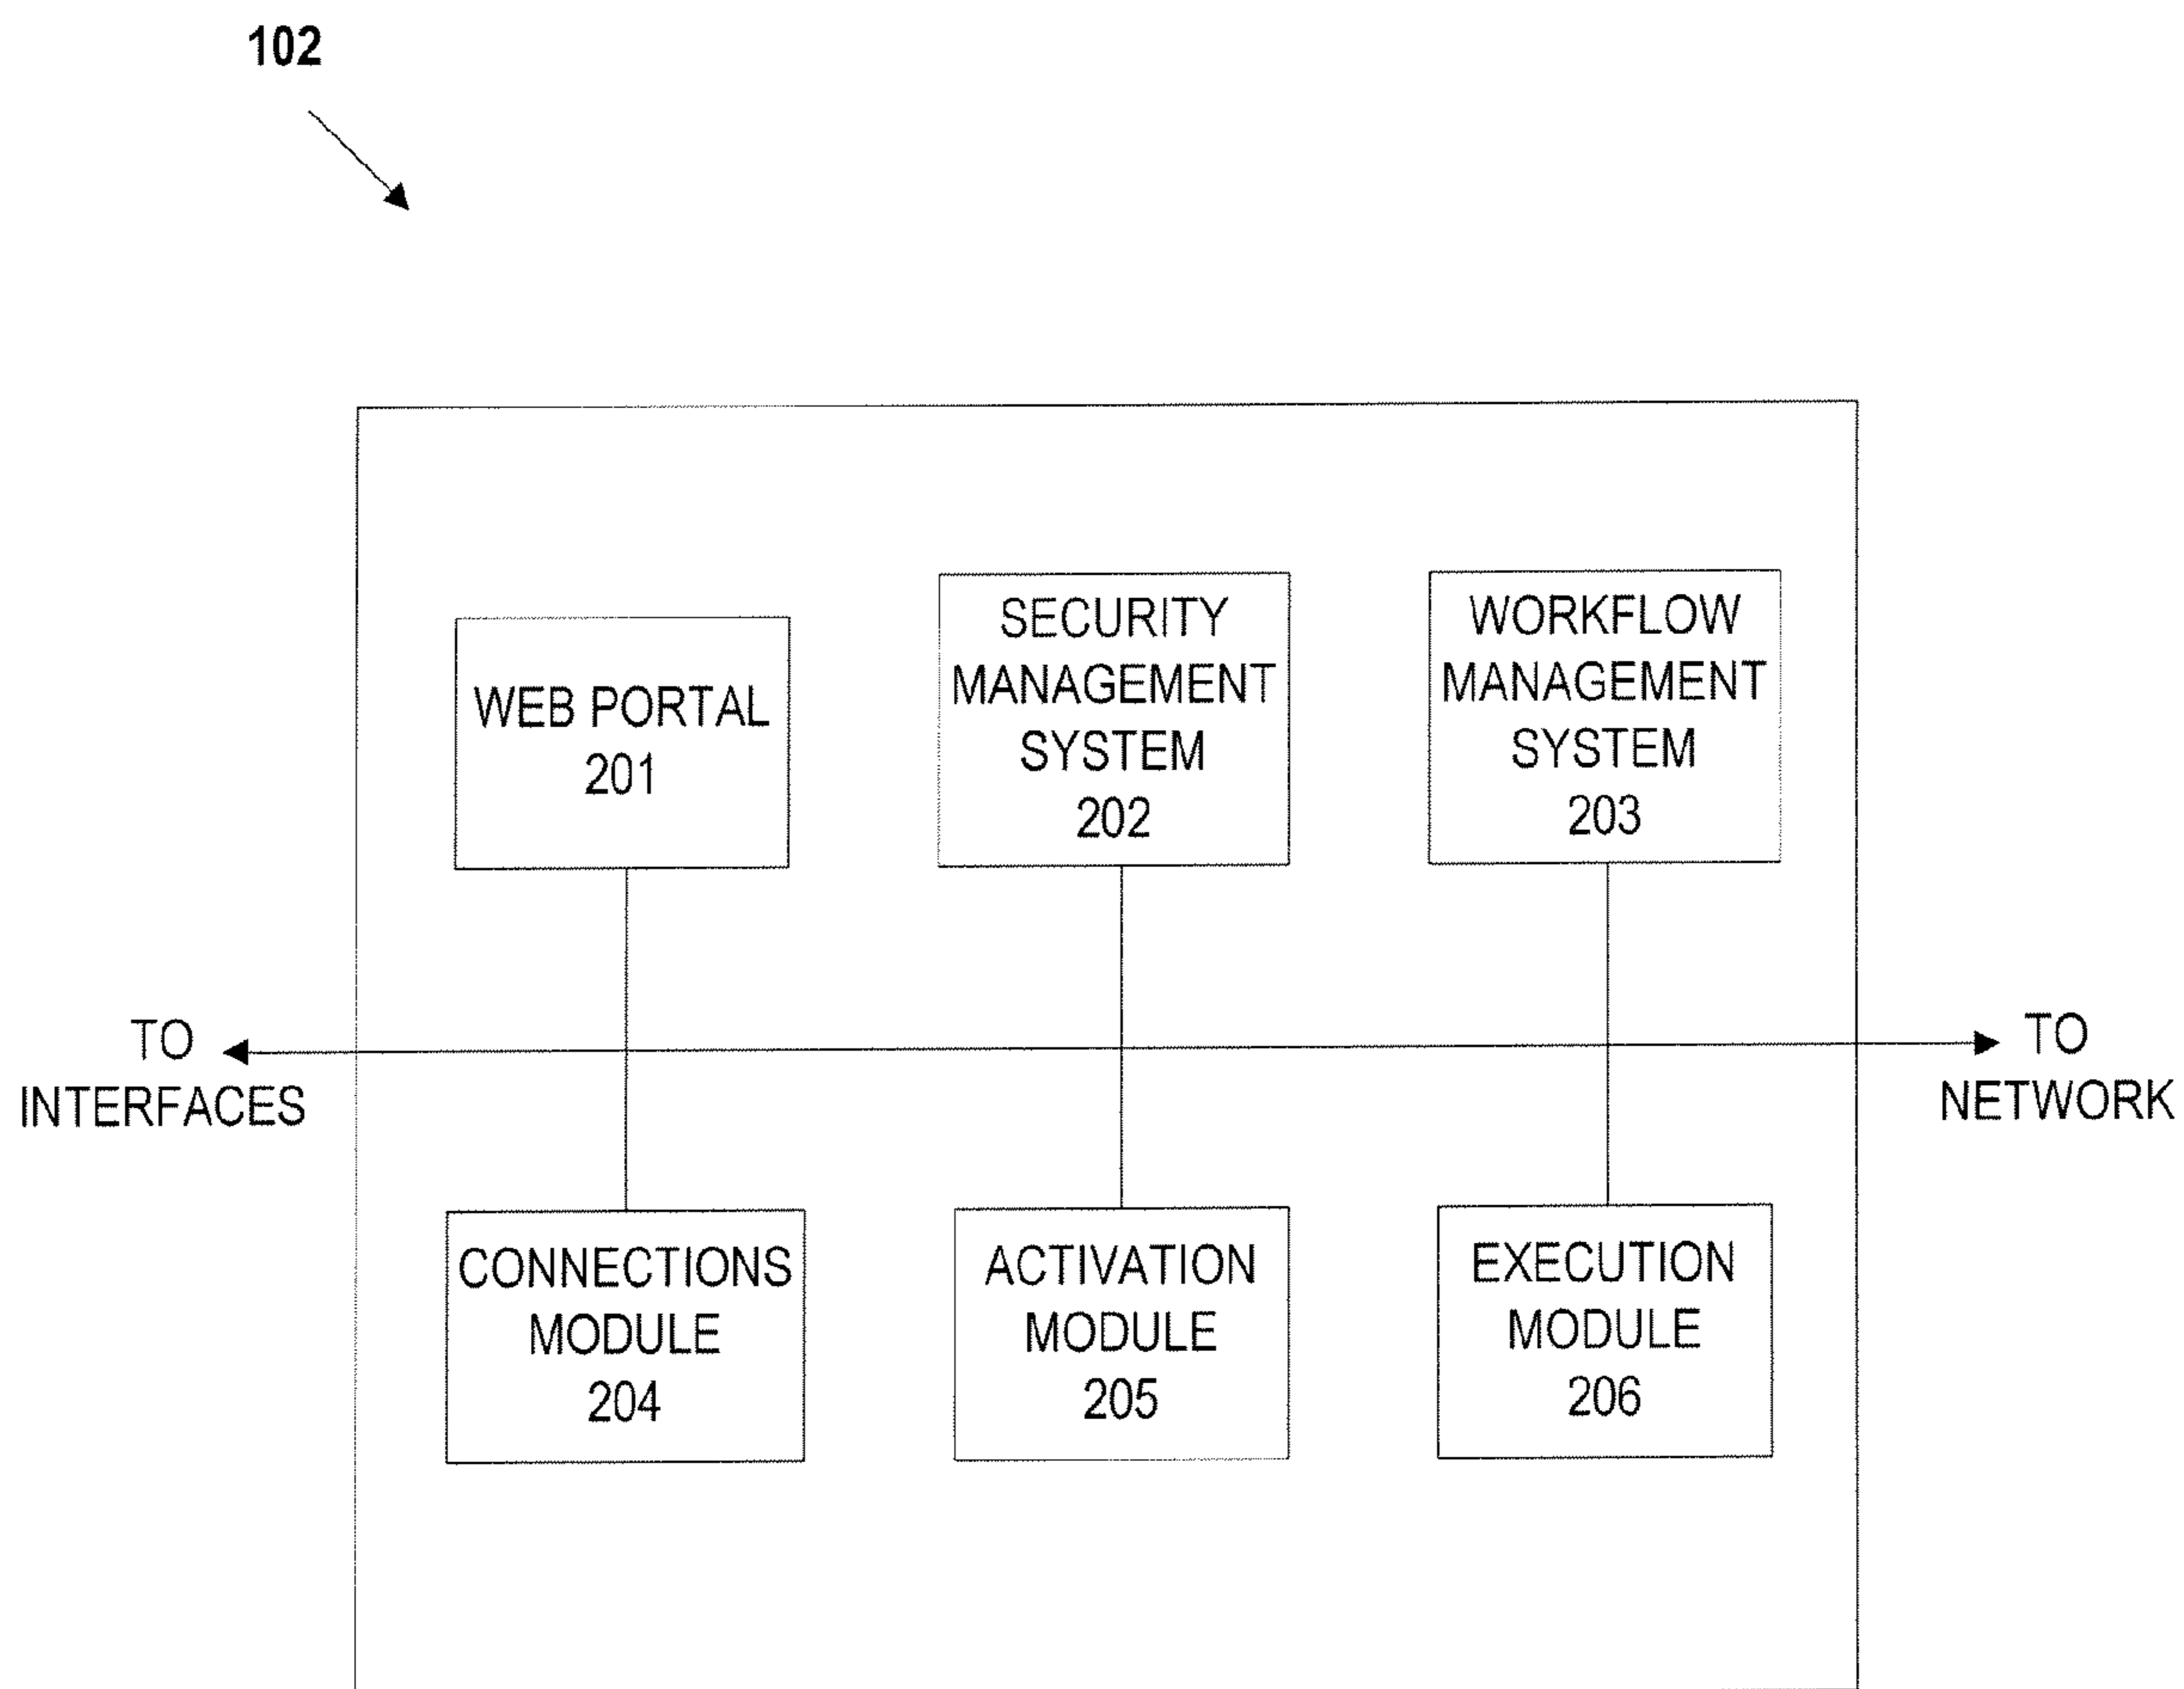 102
WEB PORTAL
201
SECURITY
MANAGEMENT
SYSTEM
202
WORKFLOW
MANAGEMENT
SYSTEM
203
TO
INTERFACES
TO
NETWORK
CONNECTIONS
MODULE
204
ACTIVATION
MODULE
205
EXECUTION
MODULE
206